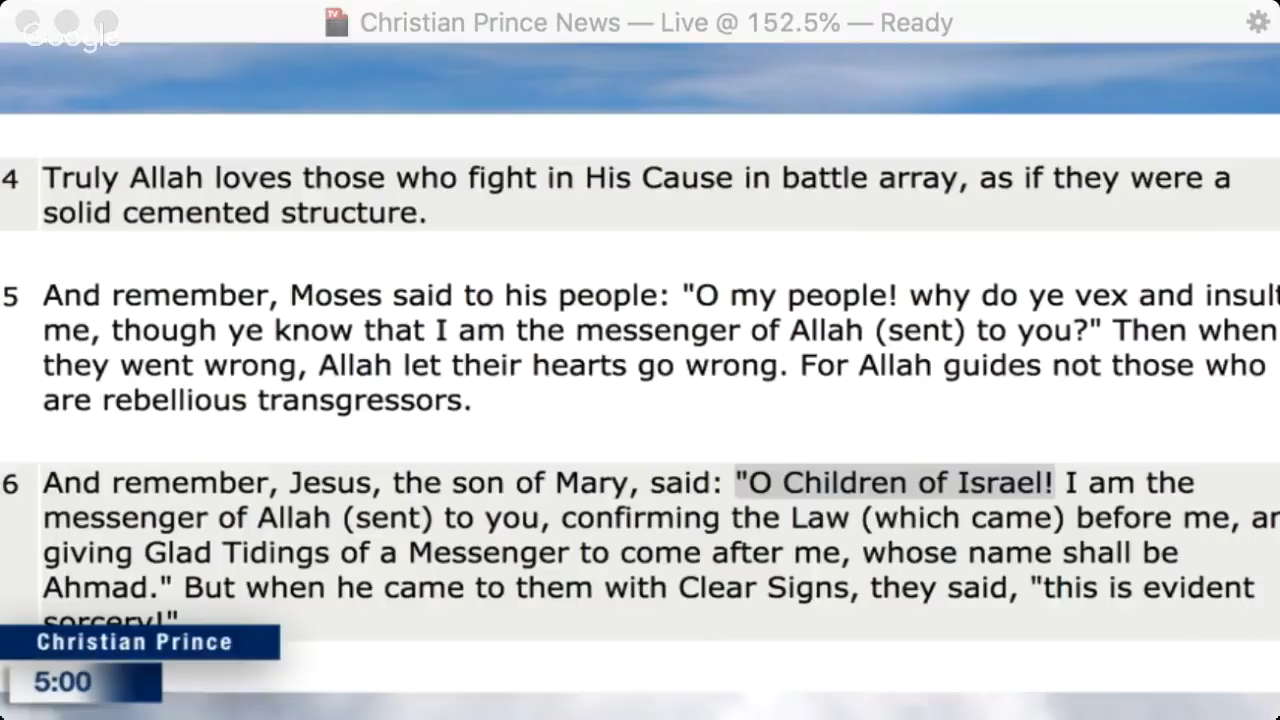 Google
Christian Prince News — Live @ 152.5% — Ready
4 Truly Allah loves those who fight in His Cause in battle array, as if they were a
solid cemented structure.
5 And remember, Moses said to his people: "O my people! why do ye vex and insult
me, though ye know that I am the messenger of Allah (sent) to you?" Then when
they went wrong, Allah let their hearts go wrong. For Allah guides not those who
are rebellious transgressors.
6 And remember, Jesus, the son of Mary, said: "O Children of Israel! I am the
messenger of Allah (sent) to you, confirming the Law (which came) before me, an
giving Glad Tidings of a Messenger to come after me, whose name shall be
Ahmad." But when he came to them with Clear Signs, they said, "this is evident
sorcery!"
Christian Prince
5:00